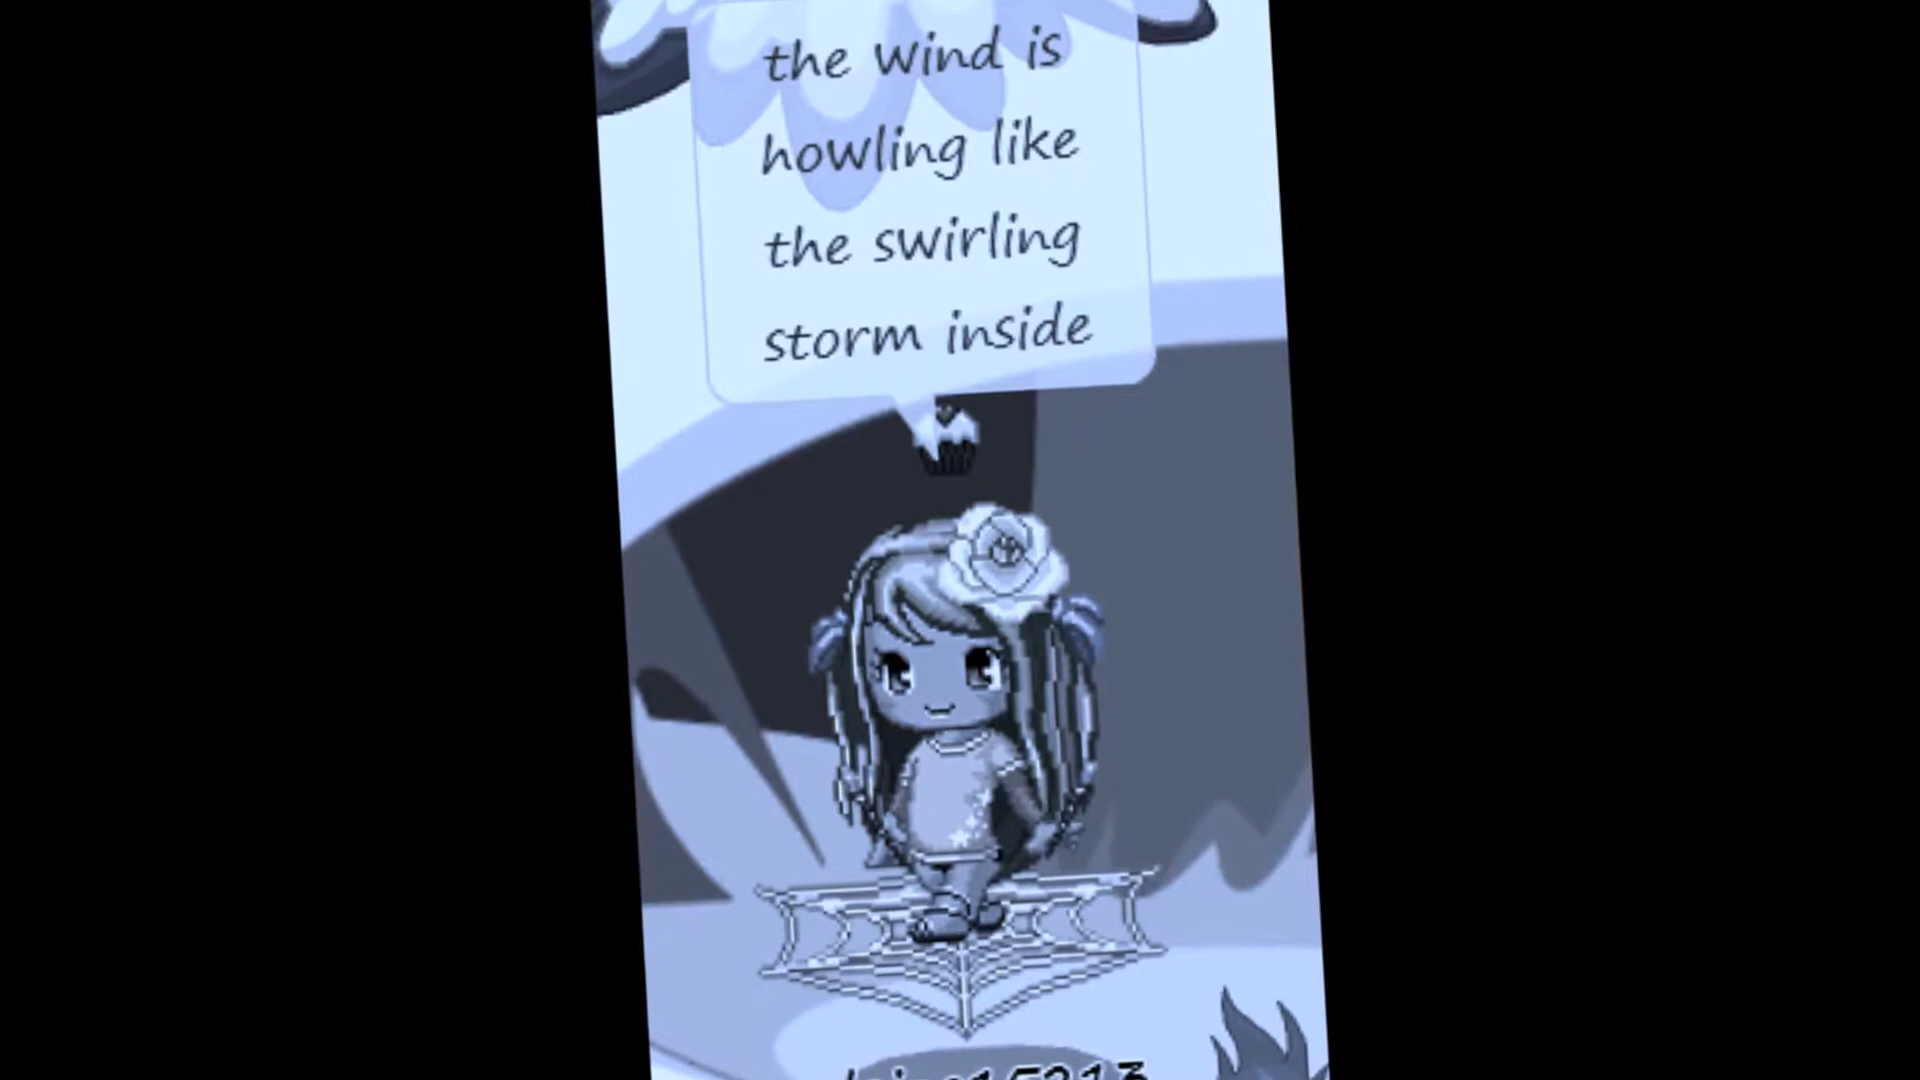 the wind is
howling like
the swirling
storm inside